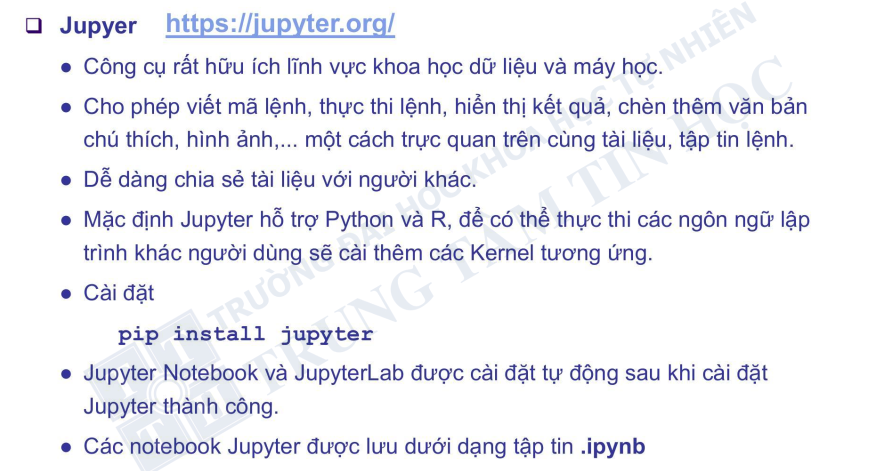 Jupyer https://jupyter.org/
Công cụ rất hữu ích lĩnh vực khoa học dữ liệu và máy học.
Cho phép viết mã lệnh, thực thi lệnh, hiển thị kết quả, chèn thêm văn bản
chú thích, hình ảnh,... một cách trực quan trên cùng tài liệu, tập tin lệnh.
Dễ dàng chia sẻ tài liệu với người khác.
Mặc định Jupyter hỗ trợ Python và R, để có thể thực thi các ngôn ngữ lập
trình khác người dùng sẽ cài thêm các Kernel tương ứng.
Cài đặt
pip install jupyter
Jupyter Notebook và JupyterLab được cài đặt tự động sau khi cài đặt
Jupyter thành công.
Các notebook Jupyter được lưu dưới dạng tập tin .ipynb
TRƯỜNG ĐẠI HỌC KHOA HỌC TỰ NHIÊN
TRUNG TÂM TIN HỌC